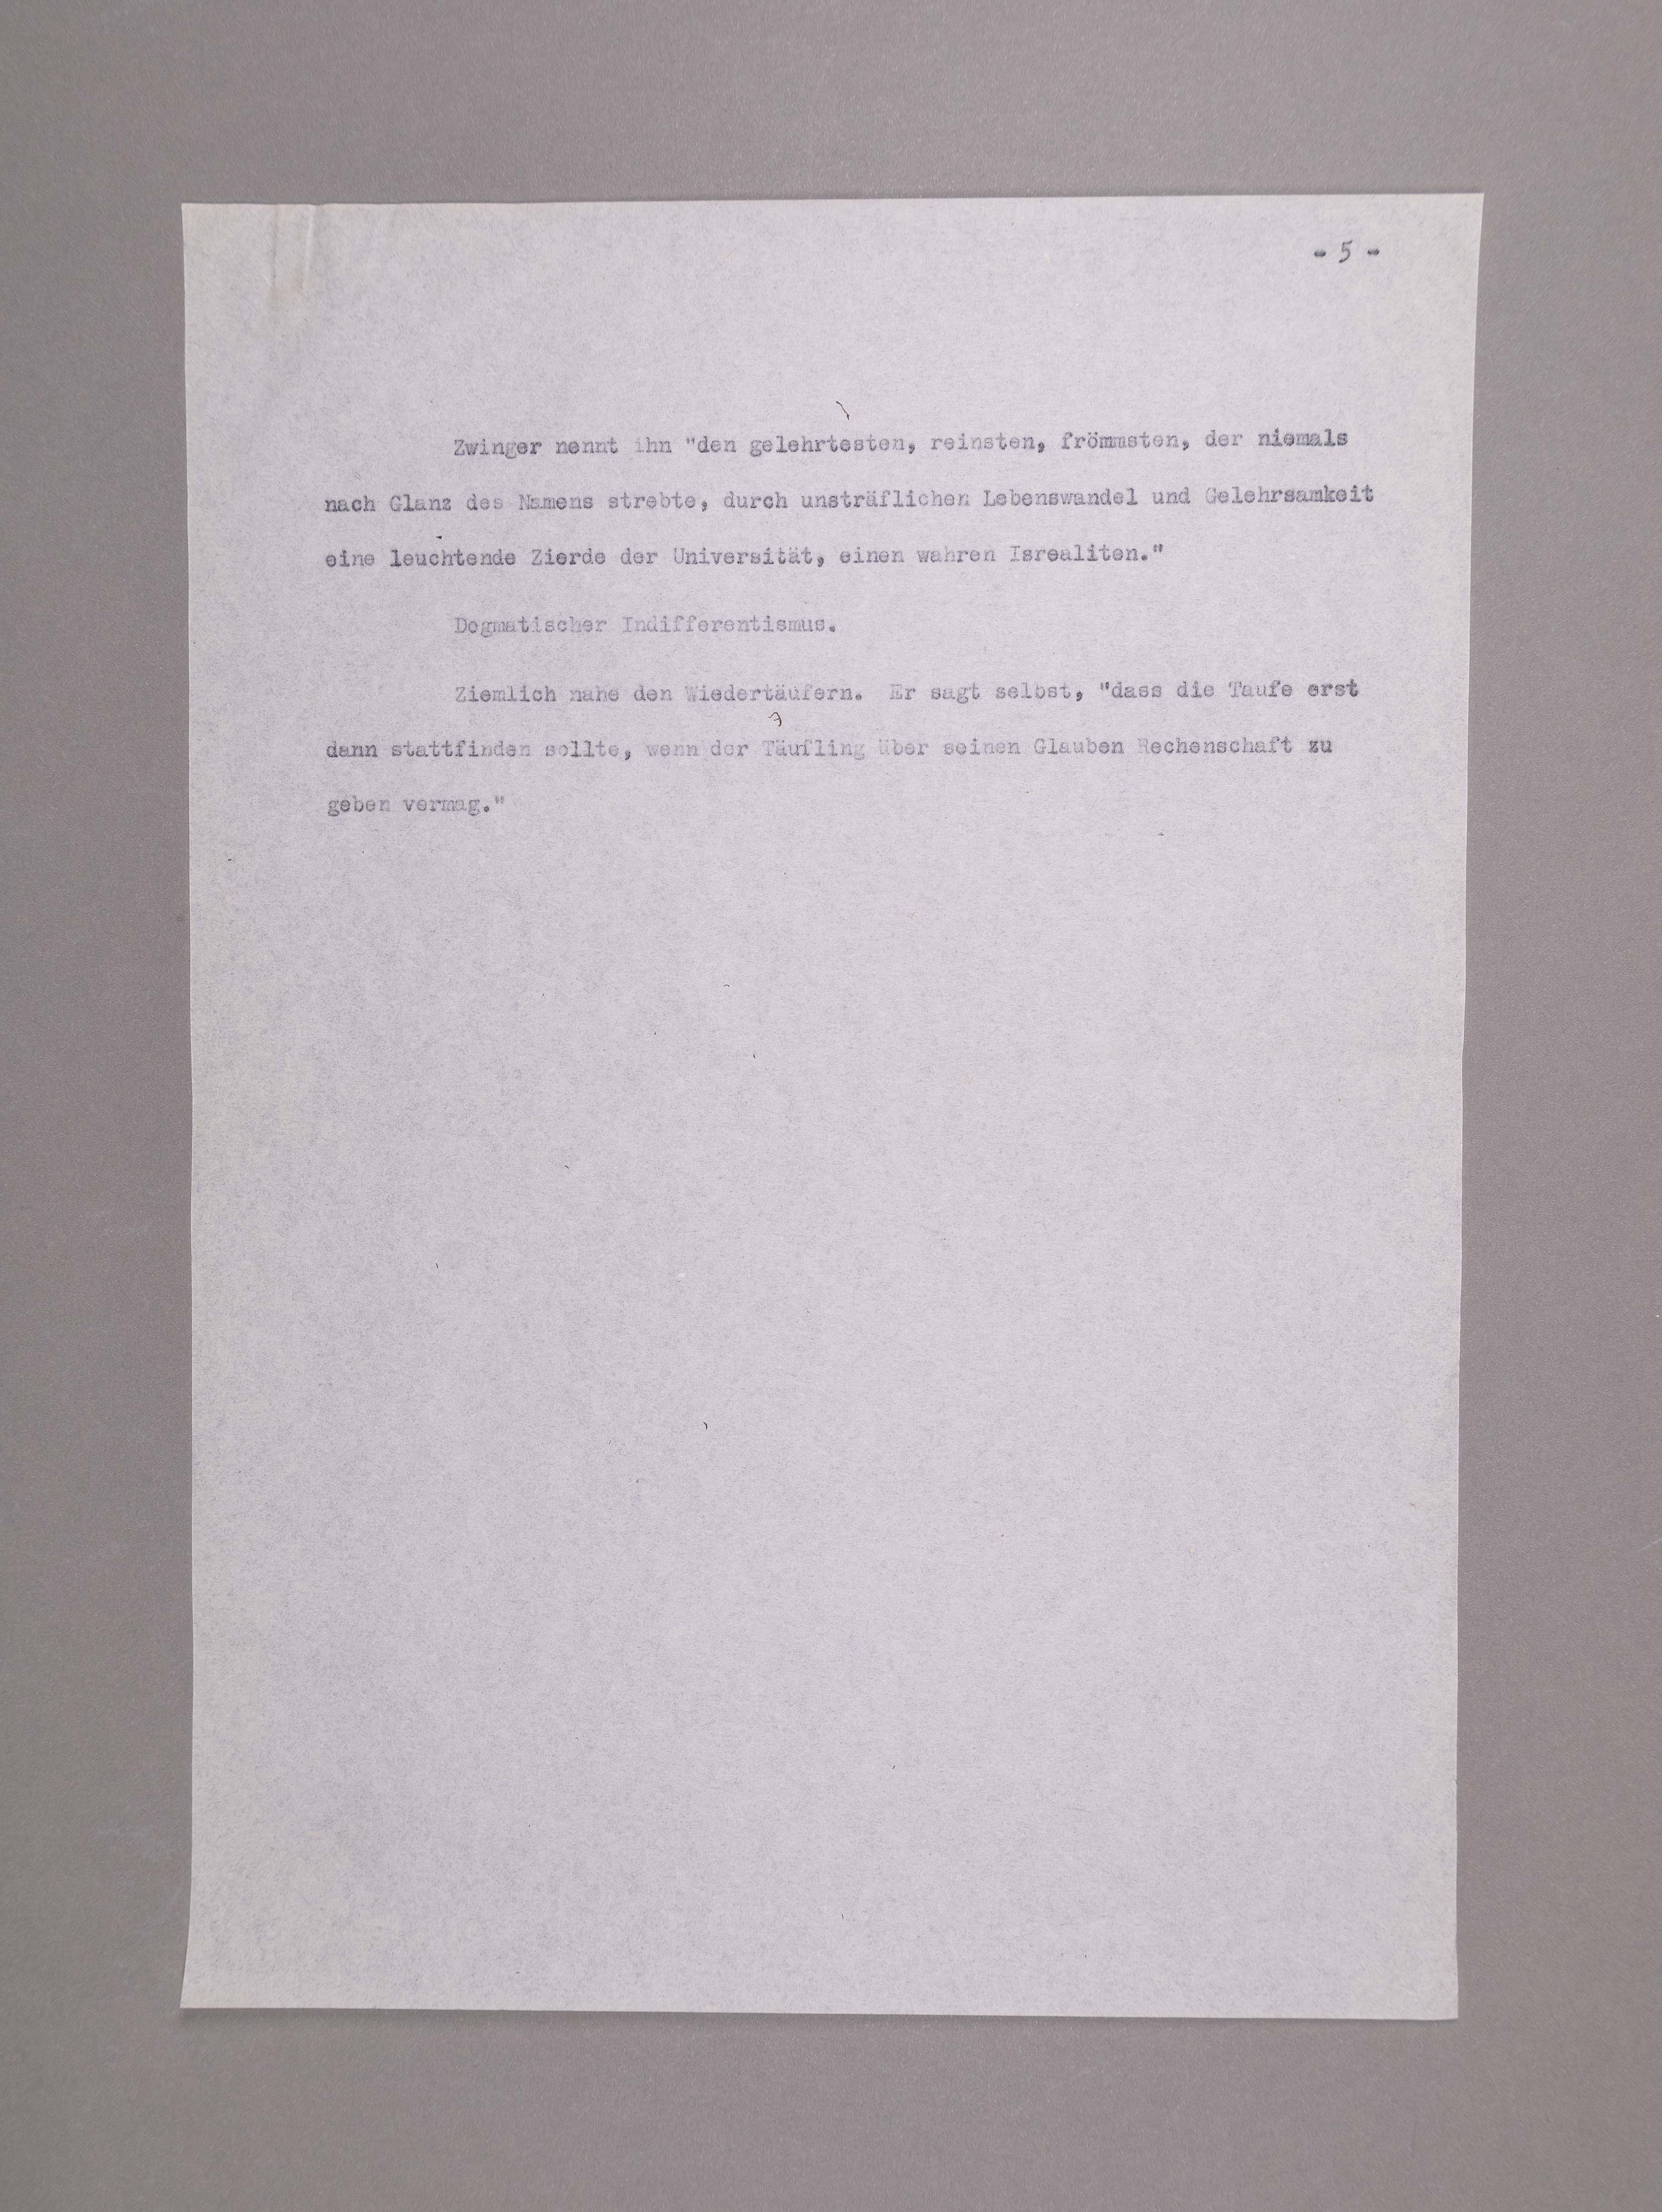 - 5 -
Zwinger nennt ihn "den gelehrtesten, reinsten, frömmsten, der niemals
nach Glanz des Namens strebte, durch unsträflichen Lebenswandel und Gelehrsamkeit
eine leuchtende Zierde der Universität, einen wahren Isrealiten."
Dogmatischer Indifferentismus.
Ziemlich nahe den Wiedertäufern. Er sagt selbst, "dass die Taufe erst
dann stattfinden sollte, wenn der Täufling über seinen Glauben Rechenschaft zu
geben vermag."